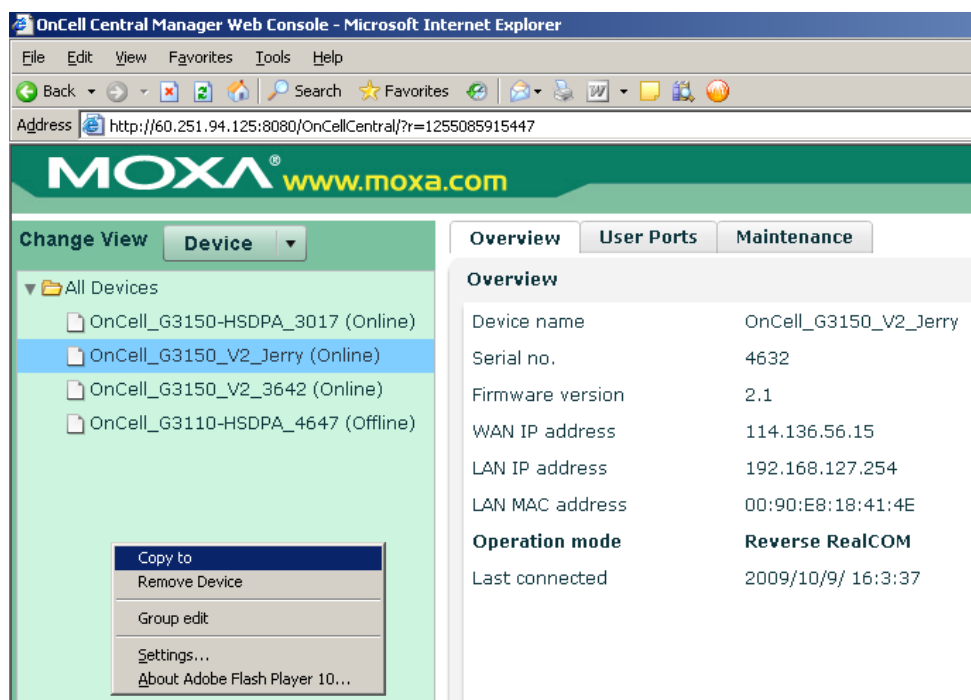 OnCell Central Manager Web Console - Microsoft Internet Explorer
File Edit View Favorites Tools Help
Back Search Favorites
Address http://60.251.94.125:8080/OnCellCentral/?r=1255085915447
MOXA® www.moxa.com
Change View Device
All Devices
OnCell_G3150-HSDPA_3017 (Online)
OnCell_G3150_V2_Jerry (Online)
OnCell_G3150_V2_3642 (Online)
OnCell_G3110-HSDPA_4647 (Offline)
Copy to
Remove Device
Group edit
Settings...
About Adobe Flash Player 10...
Overview User Ports Maintenance
Overview
Device name OnCell_G3150_V2_Jerry
Serial no. 4632
Firmware version 2.1
WAN IP address 114.136.56.15
LAN IP address 192.168.127.254
LAN MAC address 00:90:E8:18:41:4E
Operation mode Reverse RealCOM
Last connected 2009/10/9/ 16:3:37